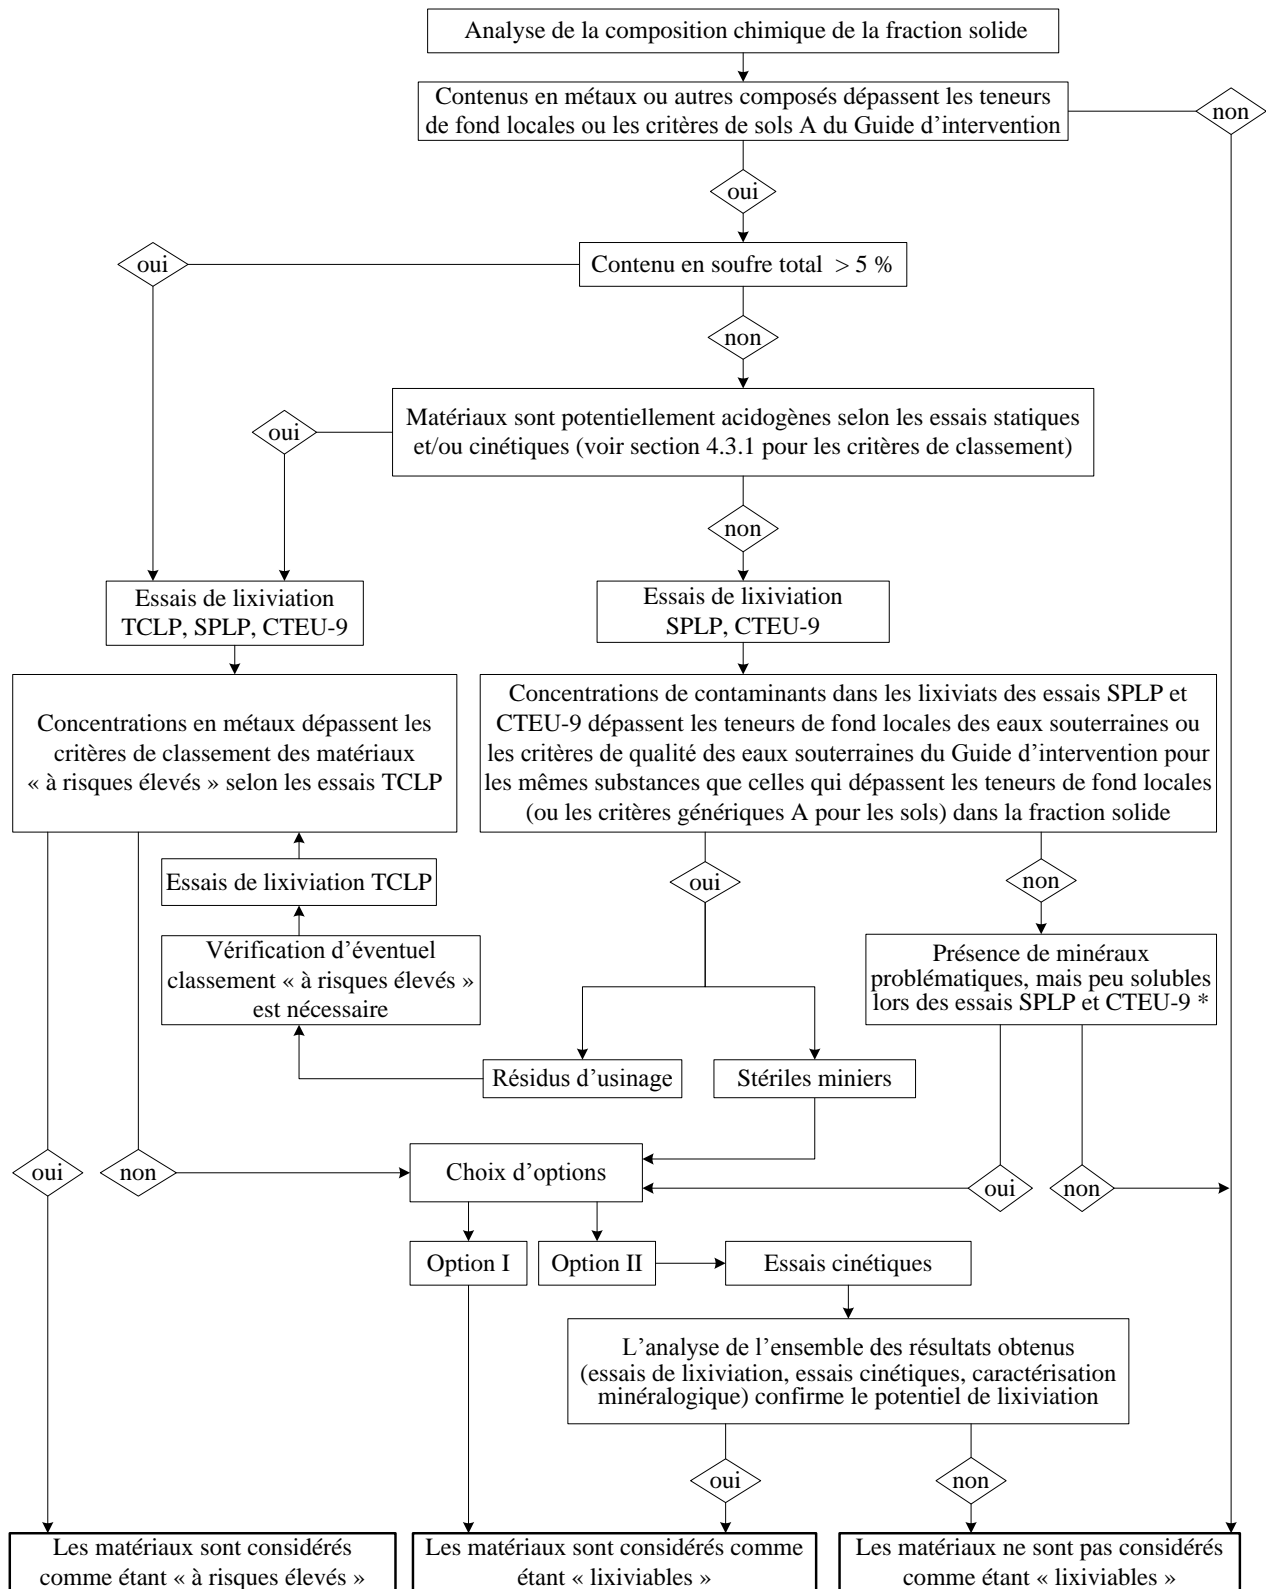 Analyse de la composition chimique de la fraction solide
Contenus en métaux ou autres composés dépassent les teneurs
de fond locales ou les critères de sols A du Guide d’intervention
non
oui
oui
Contenu en soufre total > 5 %
non
Matériaux sont potentiellement acidogènes selon les essais statiques
et/ou cinétiques (voir section 4.3.1 pour les critères de classement)
oui
non
Essais de lixiviation
TCLP, SPLP, CTEU-9
Essais de lixiviation
SPLP, CTEU-9
Concentrations en métaux dépassent les
critères de classement des matériaux
« à risques élevés » selon les essais TCLP
Concentrations de contaminants dans les lixiviats des essais SPLP et
CTEU-9 dépassent les teneurs de fond locales des eaux souterraines ou
les critères de qualité des eaux souterraines du Guide d’intervention pour
les mêmes substances que celles qui dépassent les teneurs de fond locales
(ou les critères génériques A pour les sols) dans la fraction solide
Essais de lixiviation TCLP
oui
non
Vérification d’éventuel
classement « à risques élevés »
est nécessaire
Présence de minéraux
problématiques, mais peu solubles
lors des essais SPLP et CTEU-9 *
Résidus d’usinage
Stériles miniers
oui
non
Choix d’options
oui
non
Option I
Option II
Essais cinétiques
L’analyse de l’ensemble des résultats obtenus
(essais de lixiviation, essais cinétiques, caractérisation
minéralogique) confirme le potentiel de lixiviation
oui
non
Les matériaux sont considérés
comme étant « à risques élevés »
Les matériaux sont considérés comme
étant « lixiviables »
Les matériaux ne sont pas considérés
comme étant « lixiviables »